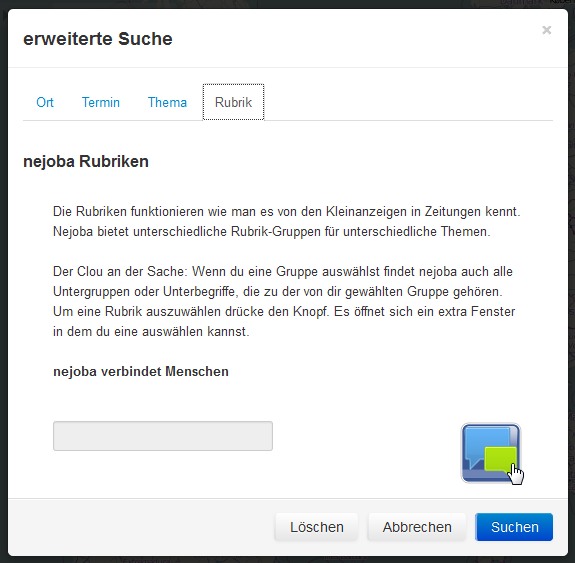 erweiterte Suche
×
Ort Termin Thema Rubrik
nejoba Rubriken
Die Rubriken funktionieren wie man es von den Kleinanzeigen in Zeitungen kennt.
Nejoba bietet unterschiedliche Rubrik-Gruppen für unterschiedliche Themen.
Der Clou an der Sache: Wenn du eine Gruppe auswählst findet nejoba auch alle
Untergruppen oder Unterbegriffe, die zu der von dir gewählten Gruppe gehören.
Um eine Rubrik auszuwählen drücke den Knopf. Es öffnet sich ein extra Fenster
in dem du eine auswählen kannst.
nejoba verbindet Menschen
Löschen Abbrechen Suchen